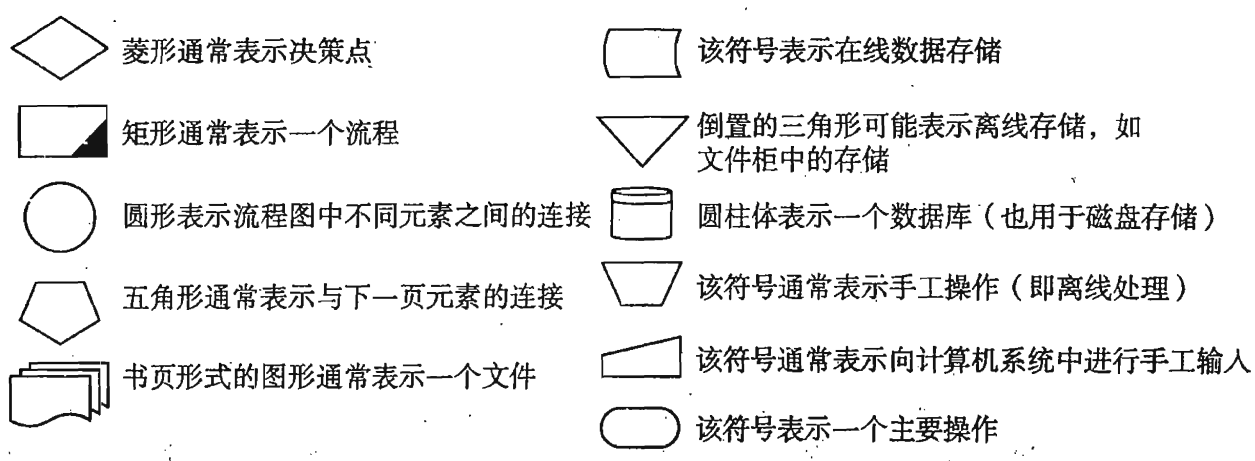 菱形通常表示决策点
矩形通常表示一个流程
圆形表示流程图中不同元素之间的连接
五角形通常表示与下一页元素的连接
书页形式的图形通常表示一个文件
该符号表示在线数据存储
倒置的三角形可能表示离线存储，如
文件柜中的存储
圆柱体表示一个数据库（也用于磁盘存储）
该符号通常表示手工操作（即离线处理）
该符号通常表示向计算机系统中进行手工输人
该符号表示一个主要操作